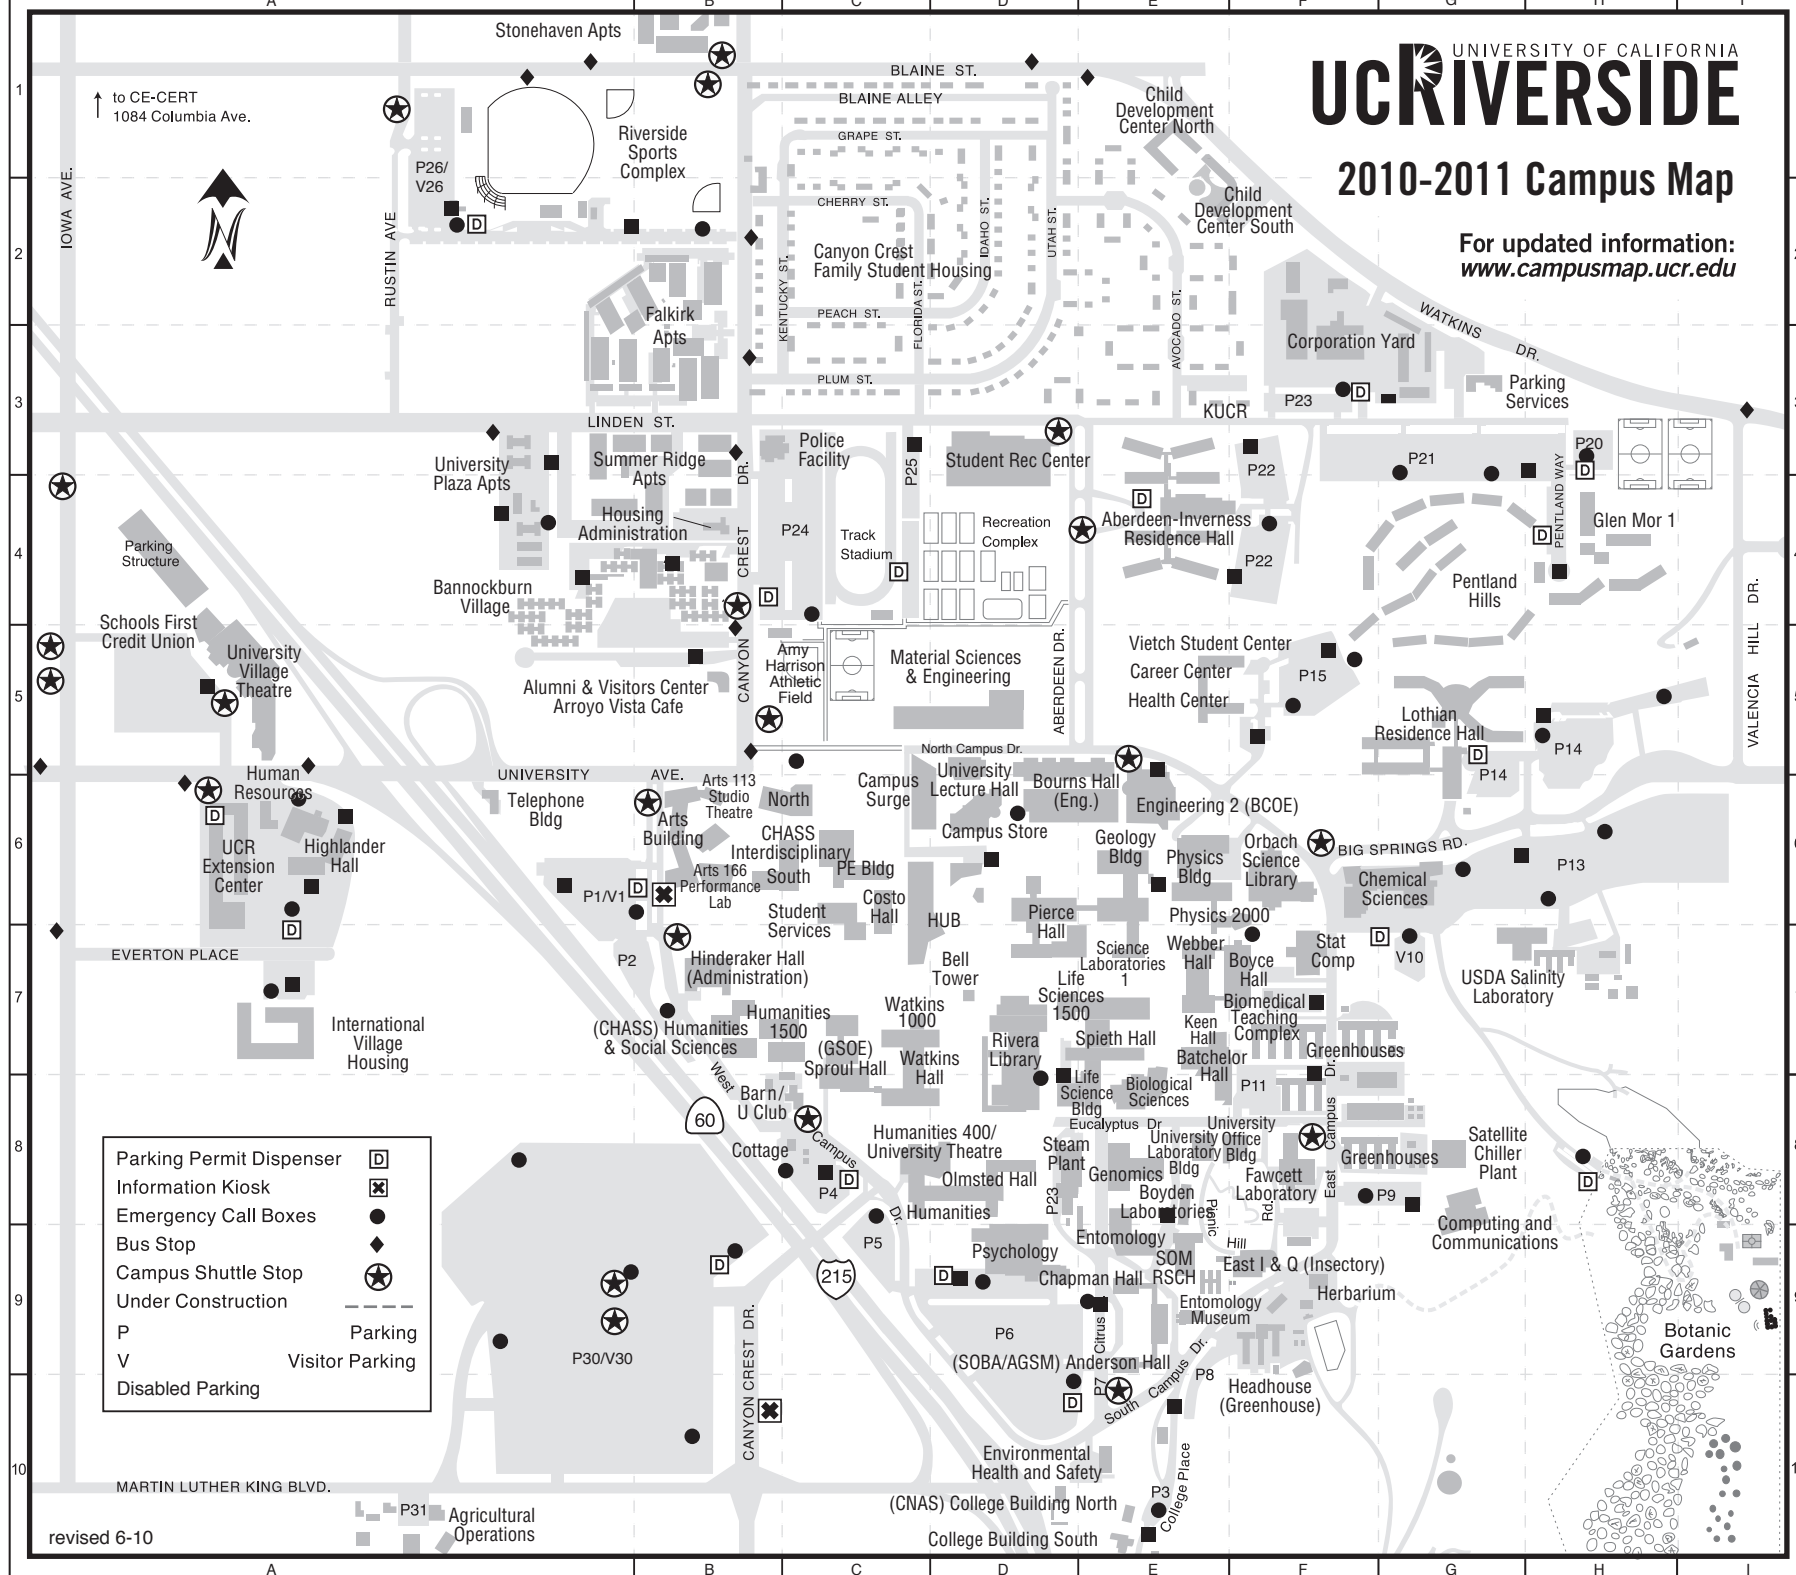 A
B
C
D
E
F
G
H
I
1
2
3
4
5
6
7
8
9
10
UNIVERSITY OF CALIFORNIA
UCRIVERSIDE
2010-2011 Campus Map
For updated information:
www.campusmap.ucr.edu
to CE-CERT
1084 Columbia Ave.
Stonehaven Apts
BLAINE ST.
BLAINE ALLEY
GRAPE ST.
CHERRY ST.
PEACH ST.
PLUM ST.
KENTUCKY ST.
FLORIDA ST.
IDAHO ST.
UTAH ST.
AVOCADO ST.
IOWA AVE.
RUSTIN AVE
P26/
V26
Riverside
Sports
Complex
Child
Development
Center North
Child
Development
Center South
Canyon Crest
Family Student Housing
Falkirk
Apts
Corporation Yard
WATKINS
DR.
Parking
Services
KUCR
P23
LINDEN ST.
University
Plaza Apts
Summer Ridge
Apts
Housing
Administration
Police
Facility
P25
Student Rec Center
P22
P21
P20
PENTLAND WAY
Glen Mor 1
Parking
Structure
P24
Track
Stadium
Recreation
Complex
Aberdeen-Inverness
Residence Hall
P22
Pentland
Hills
Bannockburn
Village
CANYON
CREST
DR.
Schools First
Credit Union
University
Village
Theatre
Alumni & Visitors Center
Arroyo Vista Cafe
Amy
Harrison
Athletic
Field
Material Sciences
& Engineering
ABERDEEN DR.
Vietch Student Center
Career Center
Health Center
P15
Lothian
Residence Hall
P14
P14
VALENCIA
HILL
DR.
North Campus Dr.
UNIVERSITY
AVE.
Human
Resources
Telephone
Bldg
Arts 113
Studio
Theatre
North
Campus
Surge
University
Lecture Hall
Bourns Hall
(Eng.)
Engineering 2 (BCOE)
Arts
Building
Campus Store
UCR
Extension
Center
Highlander
Hall
CHASS
Interdisciplinary
South
PE Bldg
Geology
Bldg
Physics
Bldg
Orbach
Science
Library
BIG SPRINGS RD.
P13
P1/V1
Arts 166
Performance
Lab
Costo
Hall
Chemical
Sciences
Student
Services
HUB
Pierce
Hall
Physics 2000
EVERTON PLACE
P2
Hinderaker Hall
(Administration)
Bell
Tower
Science
Laboratories
1
Webber
Hall
Boyce
Hall
Stat
Comp
V10
USDA Salinity
Laboratory
International
Village
Housing
(CHASS) Humanities
& Social Sciences
Humanities
1500
Watkins
1000
Life
Sciences
1500
Keen
Hall
Biomedical
Teaching
Complex
(GSOE)
Sproul Hall
Watkins
Hall
Rivera
Library
Spieth Hall
Batchelor
Hall
Greenhouses
West
Campus
Dr.
Barn/
U Club
Life
Science
Bldg
Biological
Sciences
P11
East
Campus
Dr.
60
Eucalyptus Dr
Cottage
Humanities 400/
University Theatre
Steam
Plant
University
Laboratory
Bldg
University
Office
Bldg
Greenhouses
Satellite
Chiller
Plant
P4
Olmsted Hall
P23
Genomics
Fawcett
Laboratory
P9
Humanities
Boyden
Laboratories
Picnic
Hill
Rd.
Computing and
Communications
P5
Psychology
Entomology
215
Chapman Hall
SOM
RSCH
East I & Q (Insectory)
Herbarium
Entomology
Museum
P6
Citrus
(SOBA/AGSM) Anderson Hall
P7
South
Campus
Dr.
P8
Headhouse
(Greenhouse)
Botanic
Gardens
P30/V30
CANYON CREST DR.
Environmental
Health and Safety
(CNAS) College Building North
P3
College Place
College Building South
MARTIN LUTHER KING BLVD.
P31
Agricultural
Operations
Parking Permit Dispenser D
Information Kiosk
Emergency Call Boxes
Bus Stop
Campus Shuttle Stop
Under Construction
P Parking
V Visitor Parking
Disabled Parking
revised 6-10